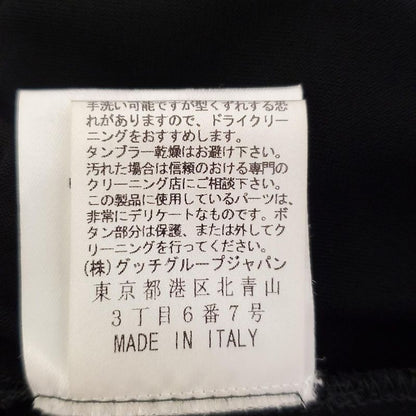 手洗い可能ですが型くずれする恐
れがありますので、ドライクリー
ニングをおすすめします。
タンブラー乾燥はお避け下さい。
汚れた場合は信頼のおける専門の
クリーニング店にご相談下さい。
この製品に使用しているパーツは、
非常にデリケートなものです。ボ
タン部分は保護、または外してク
リーニングを行ってください。
(株)グッチグループジャパン
東京都港区北青山
3丁目6番7号
MADE IN ITALY